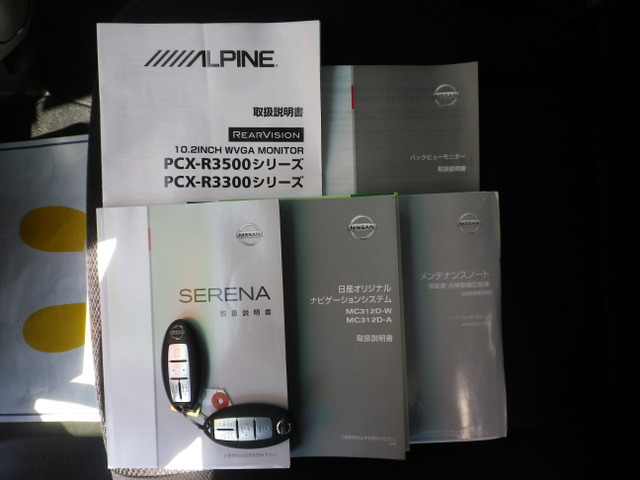 ALPINE
取扱説明書
REARVISION
10.2INCH WVGA MONITOR
PCX-R3500シリーズ
PCX-R3300シリーズ
NISSAN
バックビューモニター
取扱説明書
NISSAN
SERENA
取扱説明書
NISSAN
日産オリジナル
ナビゲーションシステム
MC312D-W
MC312D-A
取扱説明書
NISSAN
メンテナンスノート